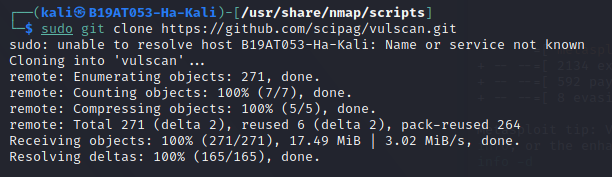 ┌──(kali㉿B19AT053-Ha-Kali)-[/usr/share/nmap/scripts]
└─$ sudo git clone https://github.com/scipag/vulscan.git
sudo: unable to resolve host B19AT053-Ha-Kali: Name or service not known
Cloning into 'vulscan'...
remote: Enumerating objects: 271, done.
remote: Counting objects: 100% (7/7), done.
remote: Compressing objects: 100% (5/5), done.
remote: Total 271 (delta 2), reused 6 (delta 2), pack-reused 264
Receiving objects: 100% (271/271), 17.49 MiB | 3.02 MiB/s, done.
Resolving deltas: 100% (165/165), done.